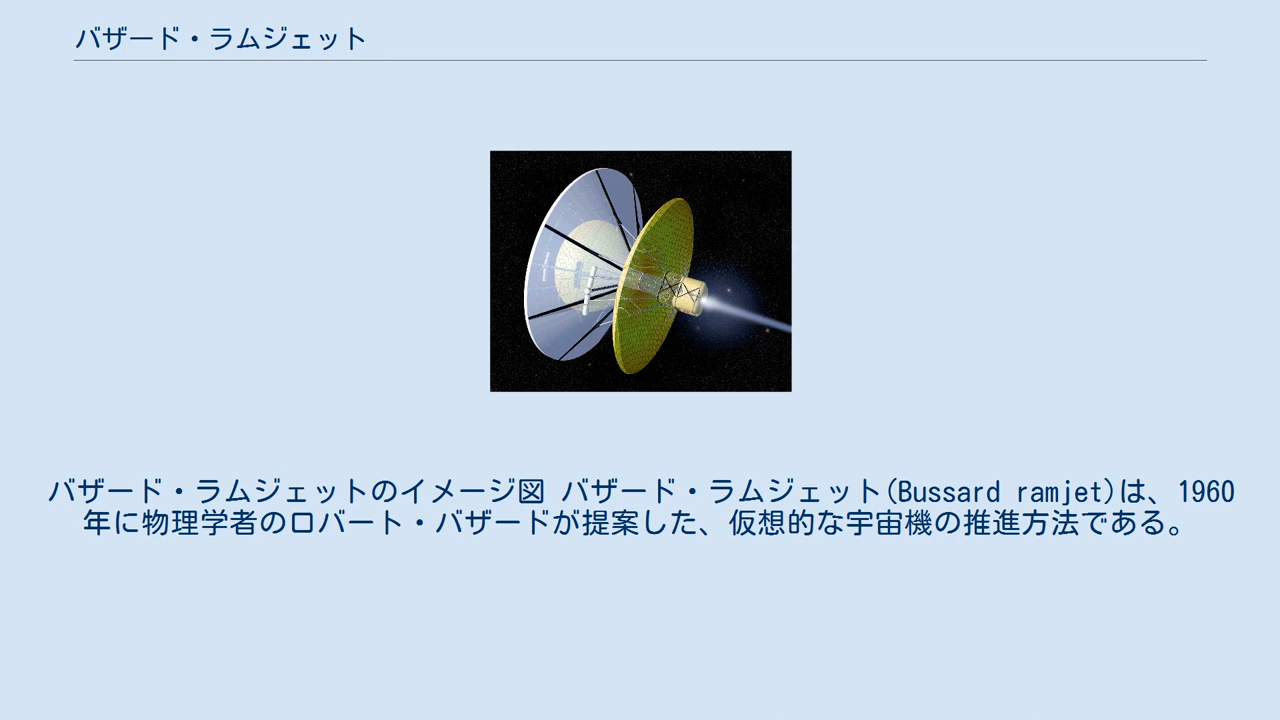 バザード・ラムジェット
バザード・ラムジェットのイメージ図 バザード・ラムジェット(Bussard ramjet)は、1960
年に物理学者のロバート・バザードが提案した、仮想的な宇宙機の推進方法である。